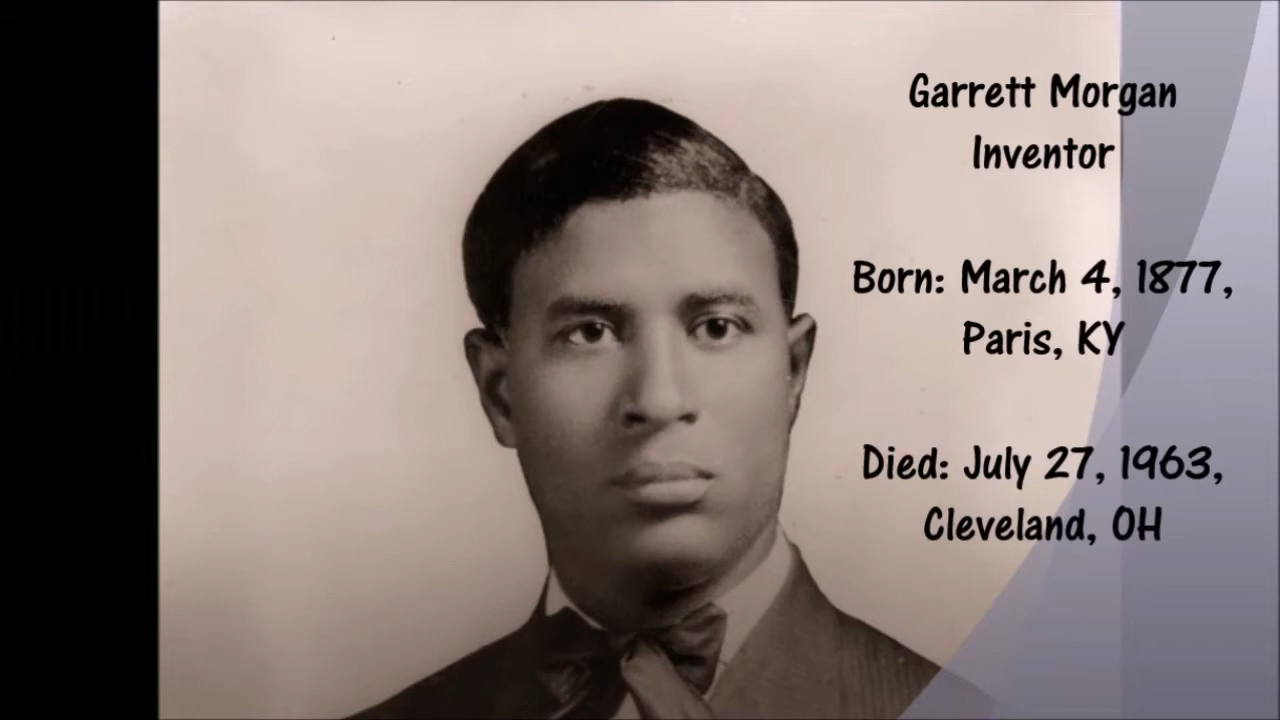 Garrett Morgan
Inventor
Born: March 4, 1877,
Paris, KY
Died: July 27, 1963,
Cleveland, OH